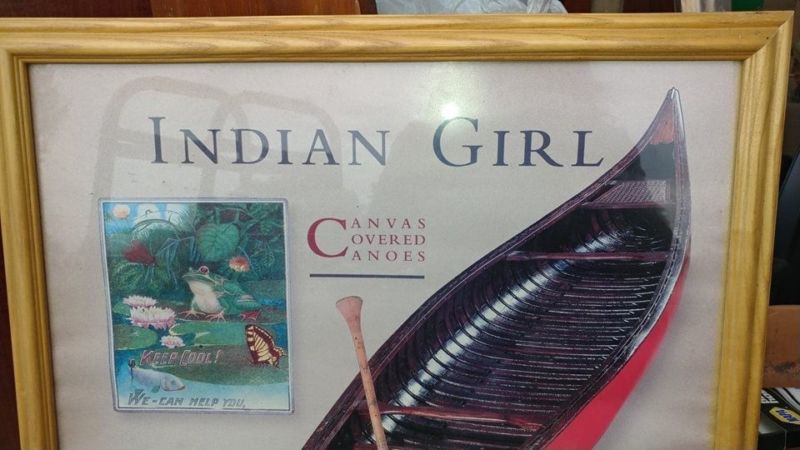 INDIAN GIRL
CANVAS
COVERED
CANOES
KEEP COOL!
WE-CAN HELP YOU.